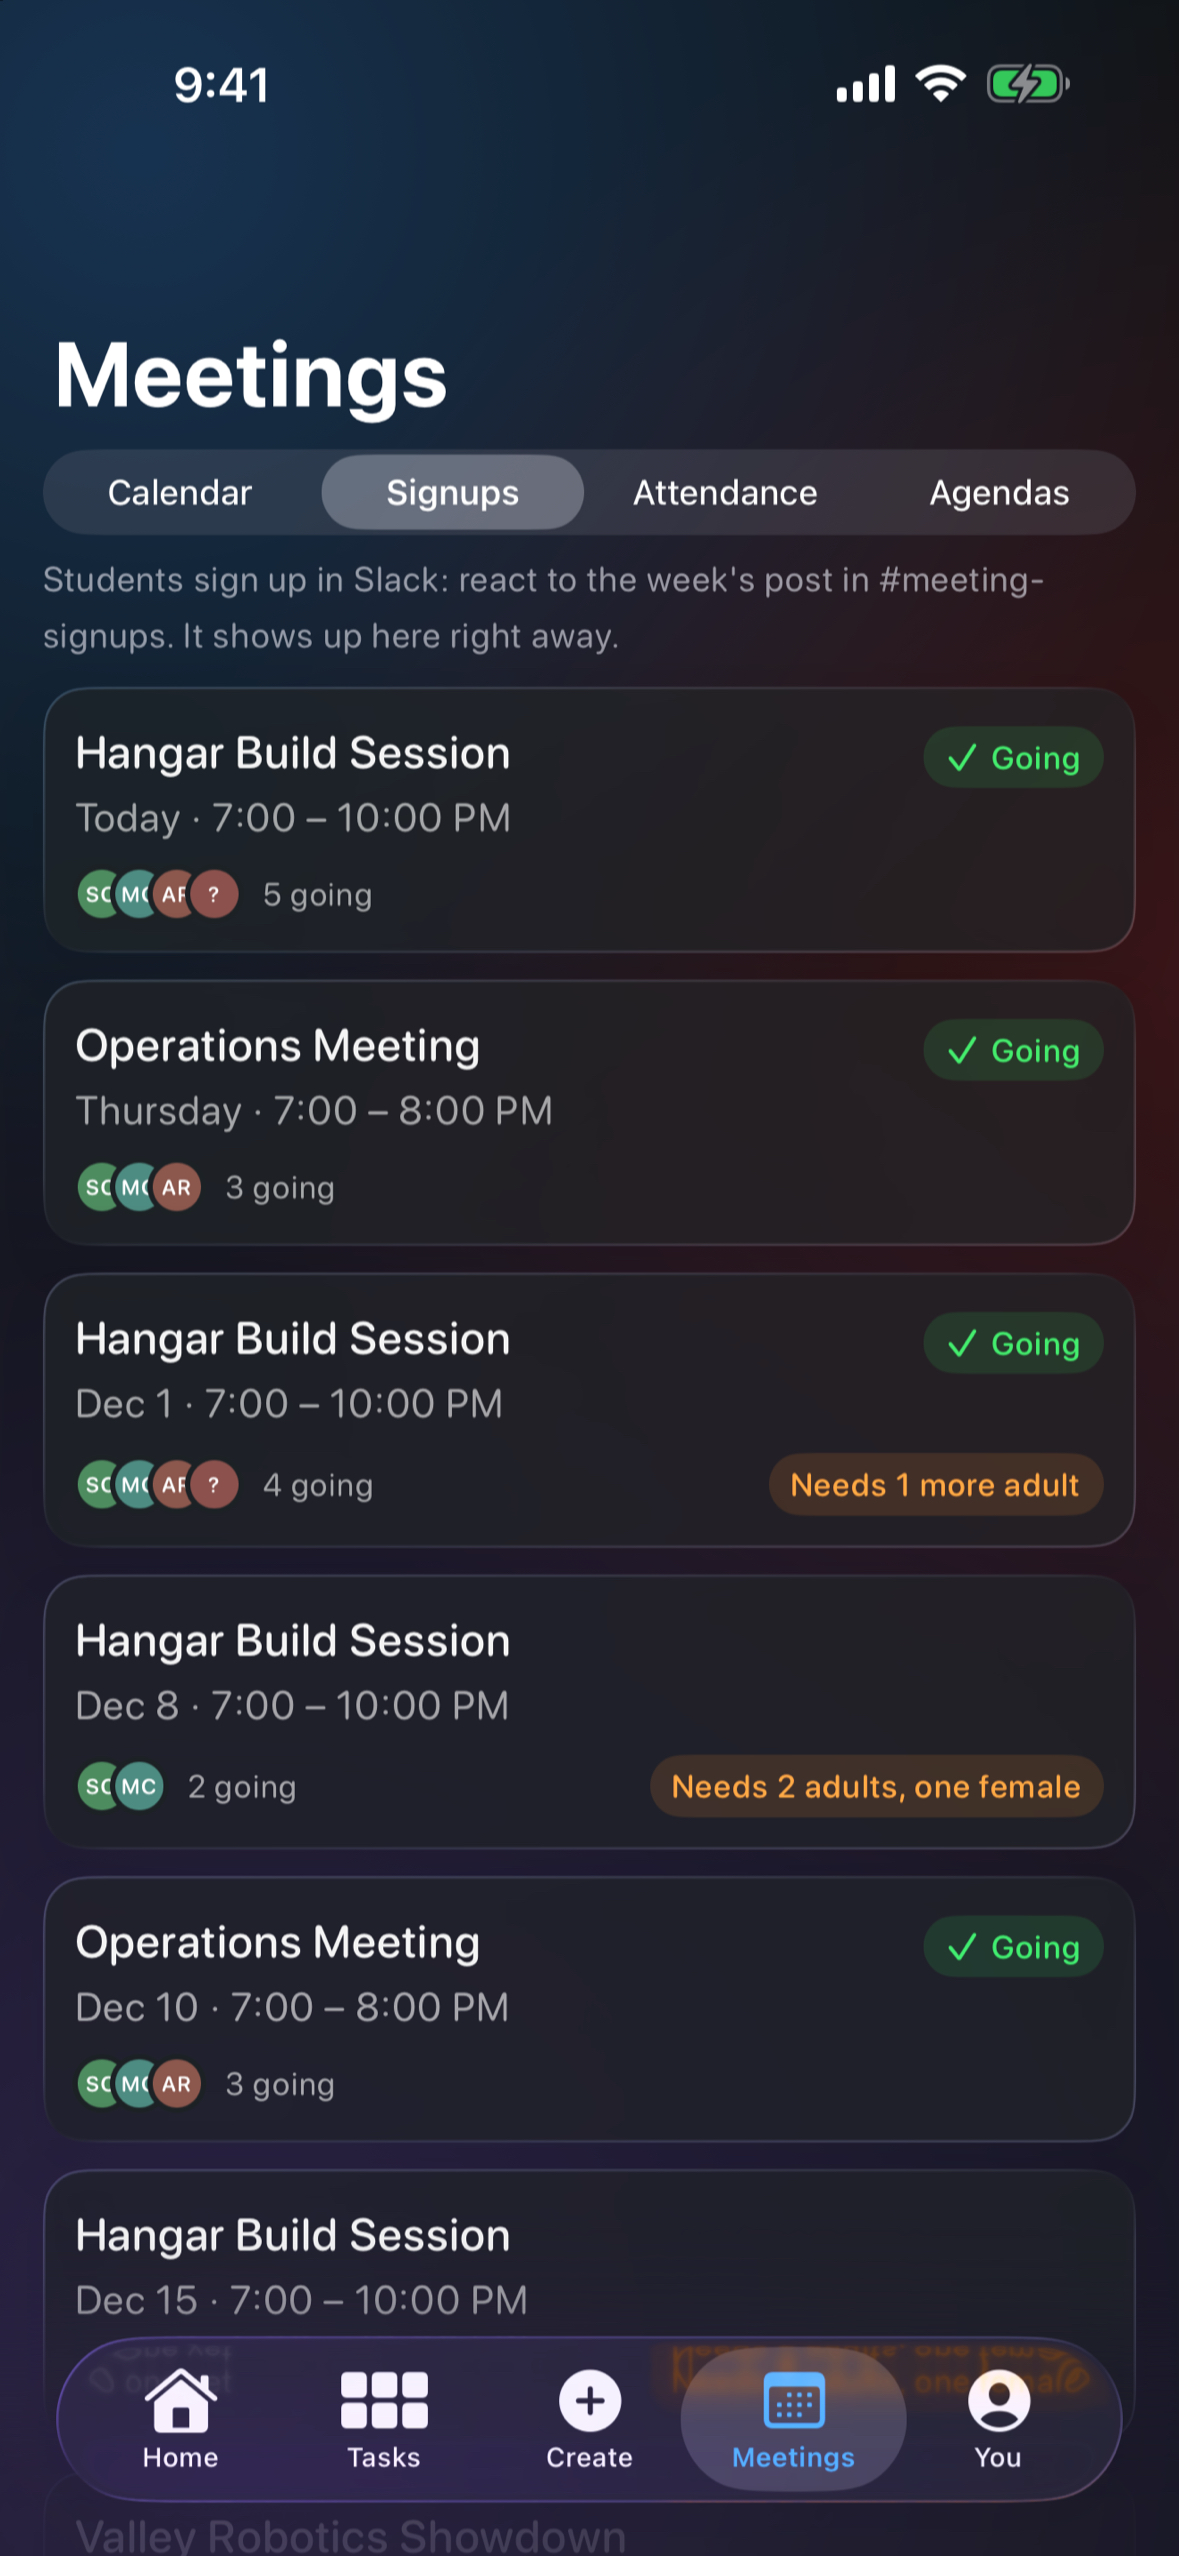 9:41
Meetings
Calendar Signups Attendance Agendas
Students sign up in Slack: react to the week's post in #meeting-
signups. It shows up here right away.
Hangar Build Session
✓ Going
Today · 7:00 – 10:00 PM
? 5 going
Operations Meeting
✓ Going
Thursday · 7:00 – 8:00 PM
AR 3 going
Hangar Build Session
✓ Going
Dec 1 · 7:00 – 10:00 PM
? 4 going
Needs 1 more adult
Hangar Build Session
Dec 8 · 7:00 – 10:00 PM
MC 2 going
Needs 2 adults, one female
Operations Meeting
✓ Going
Dec 10 · 7:00 – 8:00 PM
AR 3 going
Hangar Build Session
Dec 15 · 7:00 – 10:00 PM
Home Tasks Create Meetings You
Valley Robotics Showdown